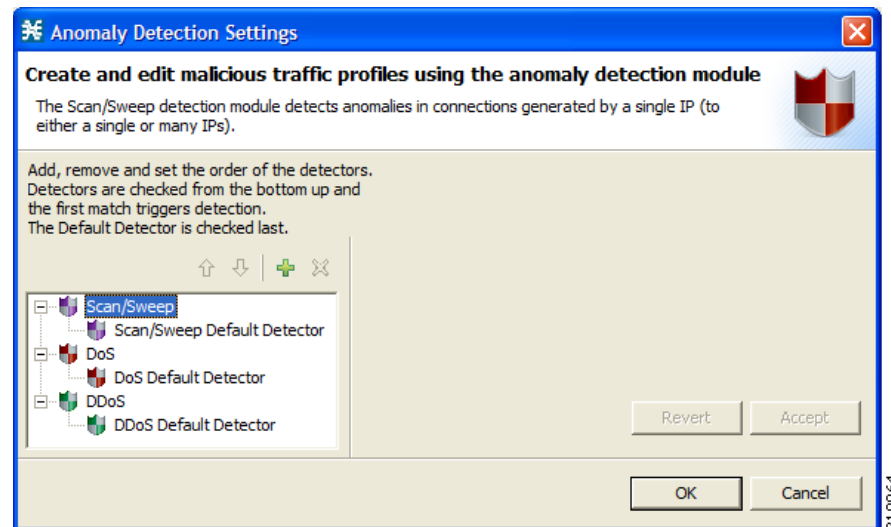 Anomaly Detection Settings
Create and edit malicious traffic profiles using the anomaly detection module
The Scan/Sweep detection module detects anomalies in connections generated by a single IP (to
either a single or many IPs).
Add, remove and set the order of the detectors.
Detectors are checked from the bottom up and
the first match triggers detection.
The Default Detector is checked last.
Scan/Sweep
Scan/Sweep Default Detector
DoS
DoS Default Detector
DDoS
DDoS Default Detector
Revert Accept
OK Cancel